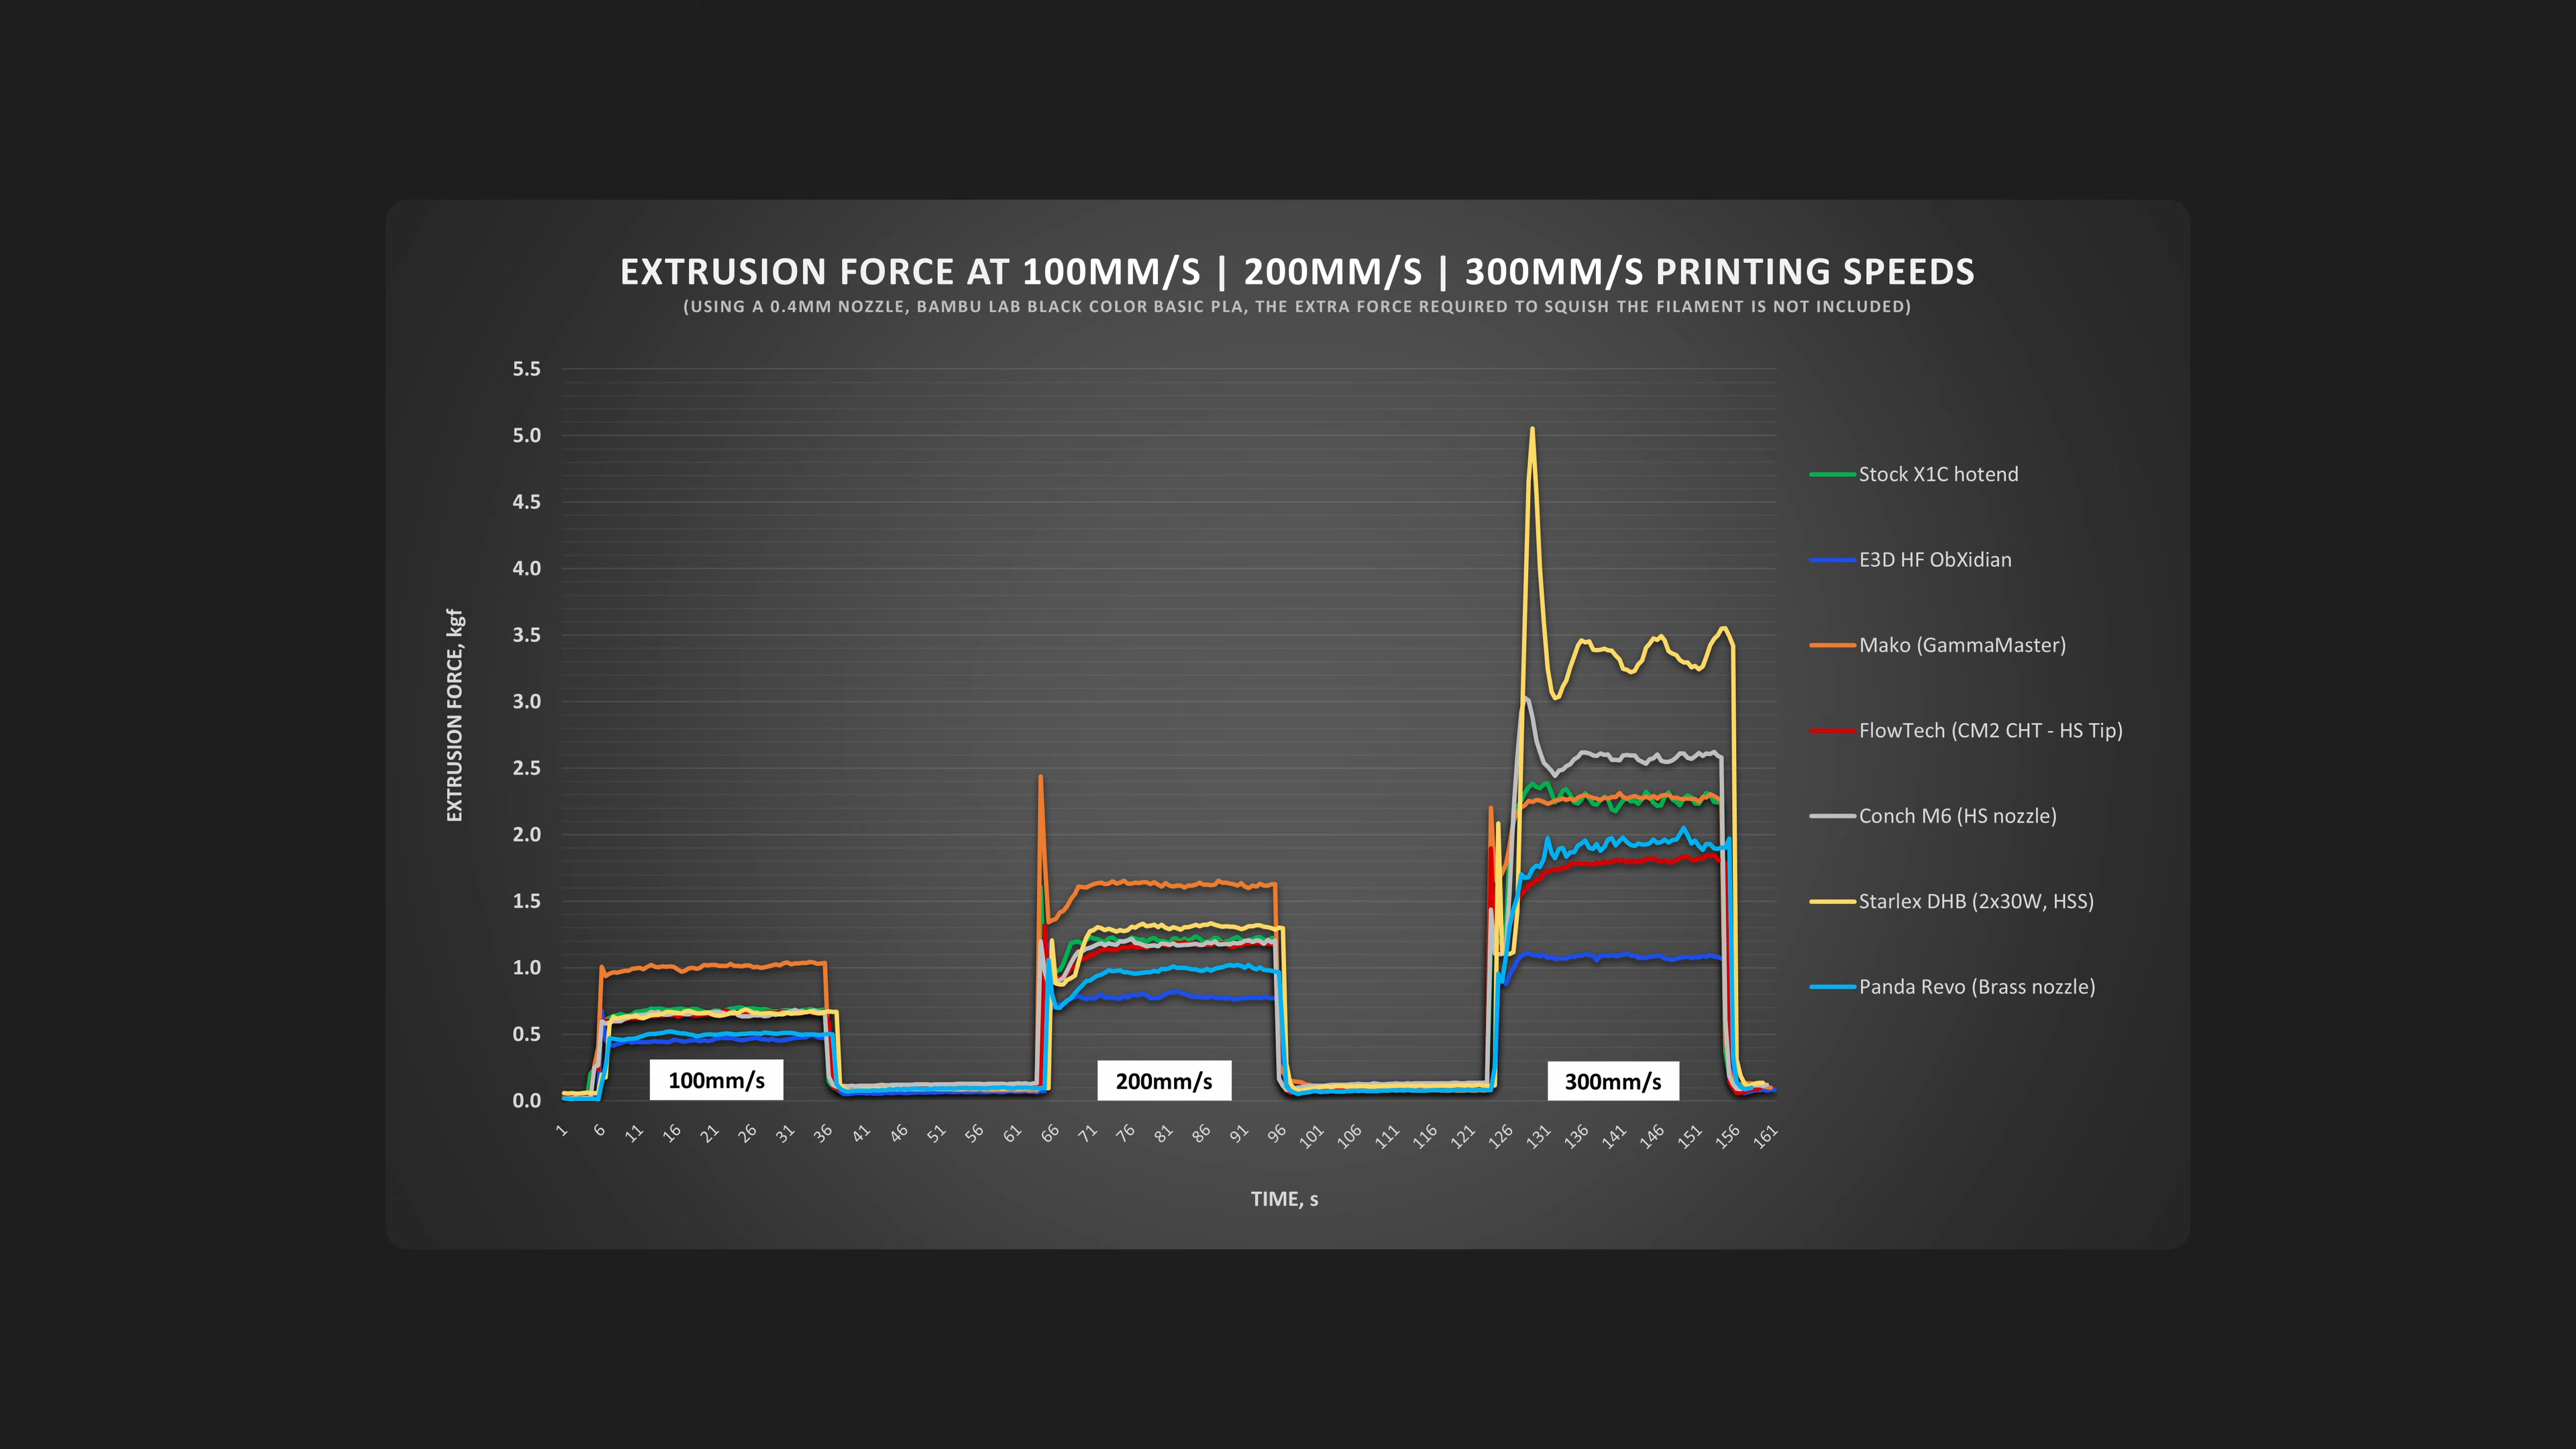 EXTRUSION FORCE AT 100MM/S | 200MM/S | 300MM/S PRINTING SPEEDS
(USING A 0.4MM NOZZLE, BAMBU LAB BLACK COLOR BASIC PLA, THE EXTRA FORCE REQUIRED TO SQUISH THE FILAMENT IS NOT INCLUDED)
EXTRUSION FORCE, kgf
5.5
5.0
4.5
4.0
3.5
3.0
2.5
2.0
1.5
1.0
0.5
0.0
100mm/s
200mm/s
300mm/s
1 6 11 16 21 26 31 36 41 46 51 56 61 66 71 76 81 86 91 96 101 106 111 116 121 126 131 136 141 146 151 156 161
TIME, s
Stock X1C hotend
E3D HF ObXidian
Mako (GammaMaster)
FlowTech (CM2 CHT - HS Tip)
Conch M6 (HS nozzle)
Starlex DHB (2x30W, HSS)
Panda Revo (Brass nozzle)